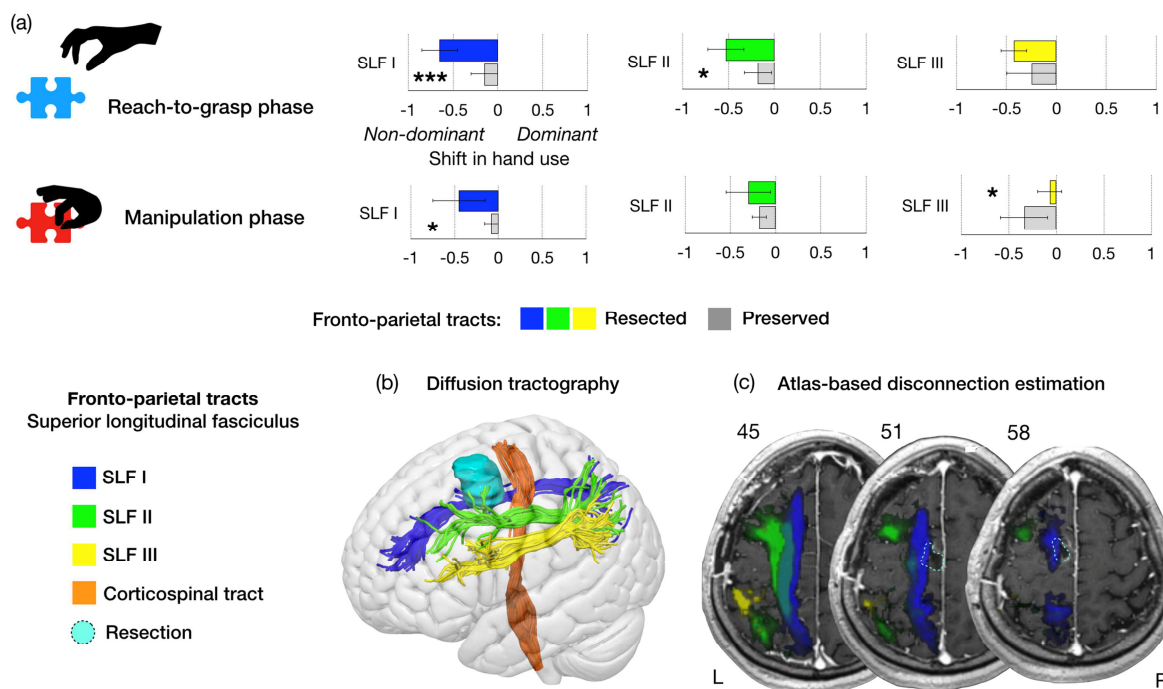 (a)
Reach-to-grasp phase
SLF I
***
-1 -0.5 0 0.5 1
Non-dominant Dominant
Shift in hand use
SLF II
*
-1 -0.5 0 0.5 1
SLF III
-1 -0.5 0 0.5 1
Manipulation phase
SLF I
*
-1 -0.5 0 0.5 1
SLF II
-1 -0.5 0 0.5 1
SLF III
*
-1 -0.5 0 0.5 1
Fronto-parietal tracts: Resected Preserved
Fronto-parietal tracts
Superior longitudinal fasciculus
SLF I
SLF II
SLF III
Corticospinal tract
Resection
(b) Diffusion tractography
(c) Atlas-based disconnection estimation
45 51 58
L